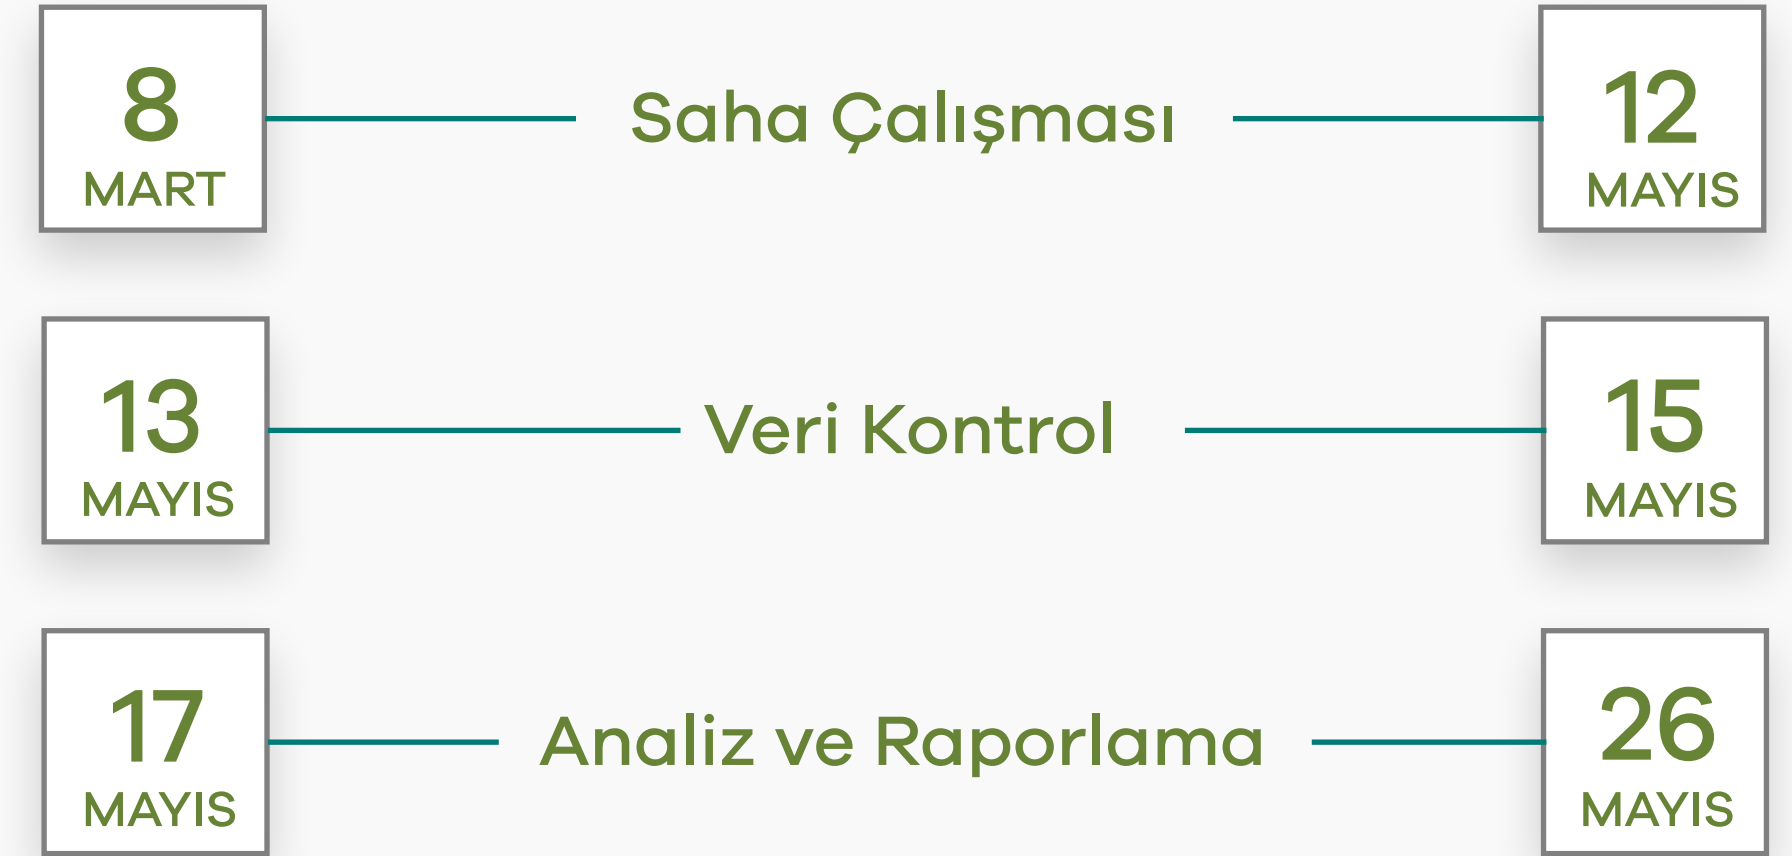 8
MART
Saha Çalışması
12
MAYIS
13
MAYIS
Veri Kontrol
15
MAYIS
17
MAYIS
Analiz ve Raporlama
26
MAYIS